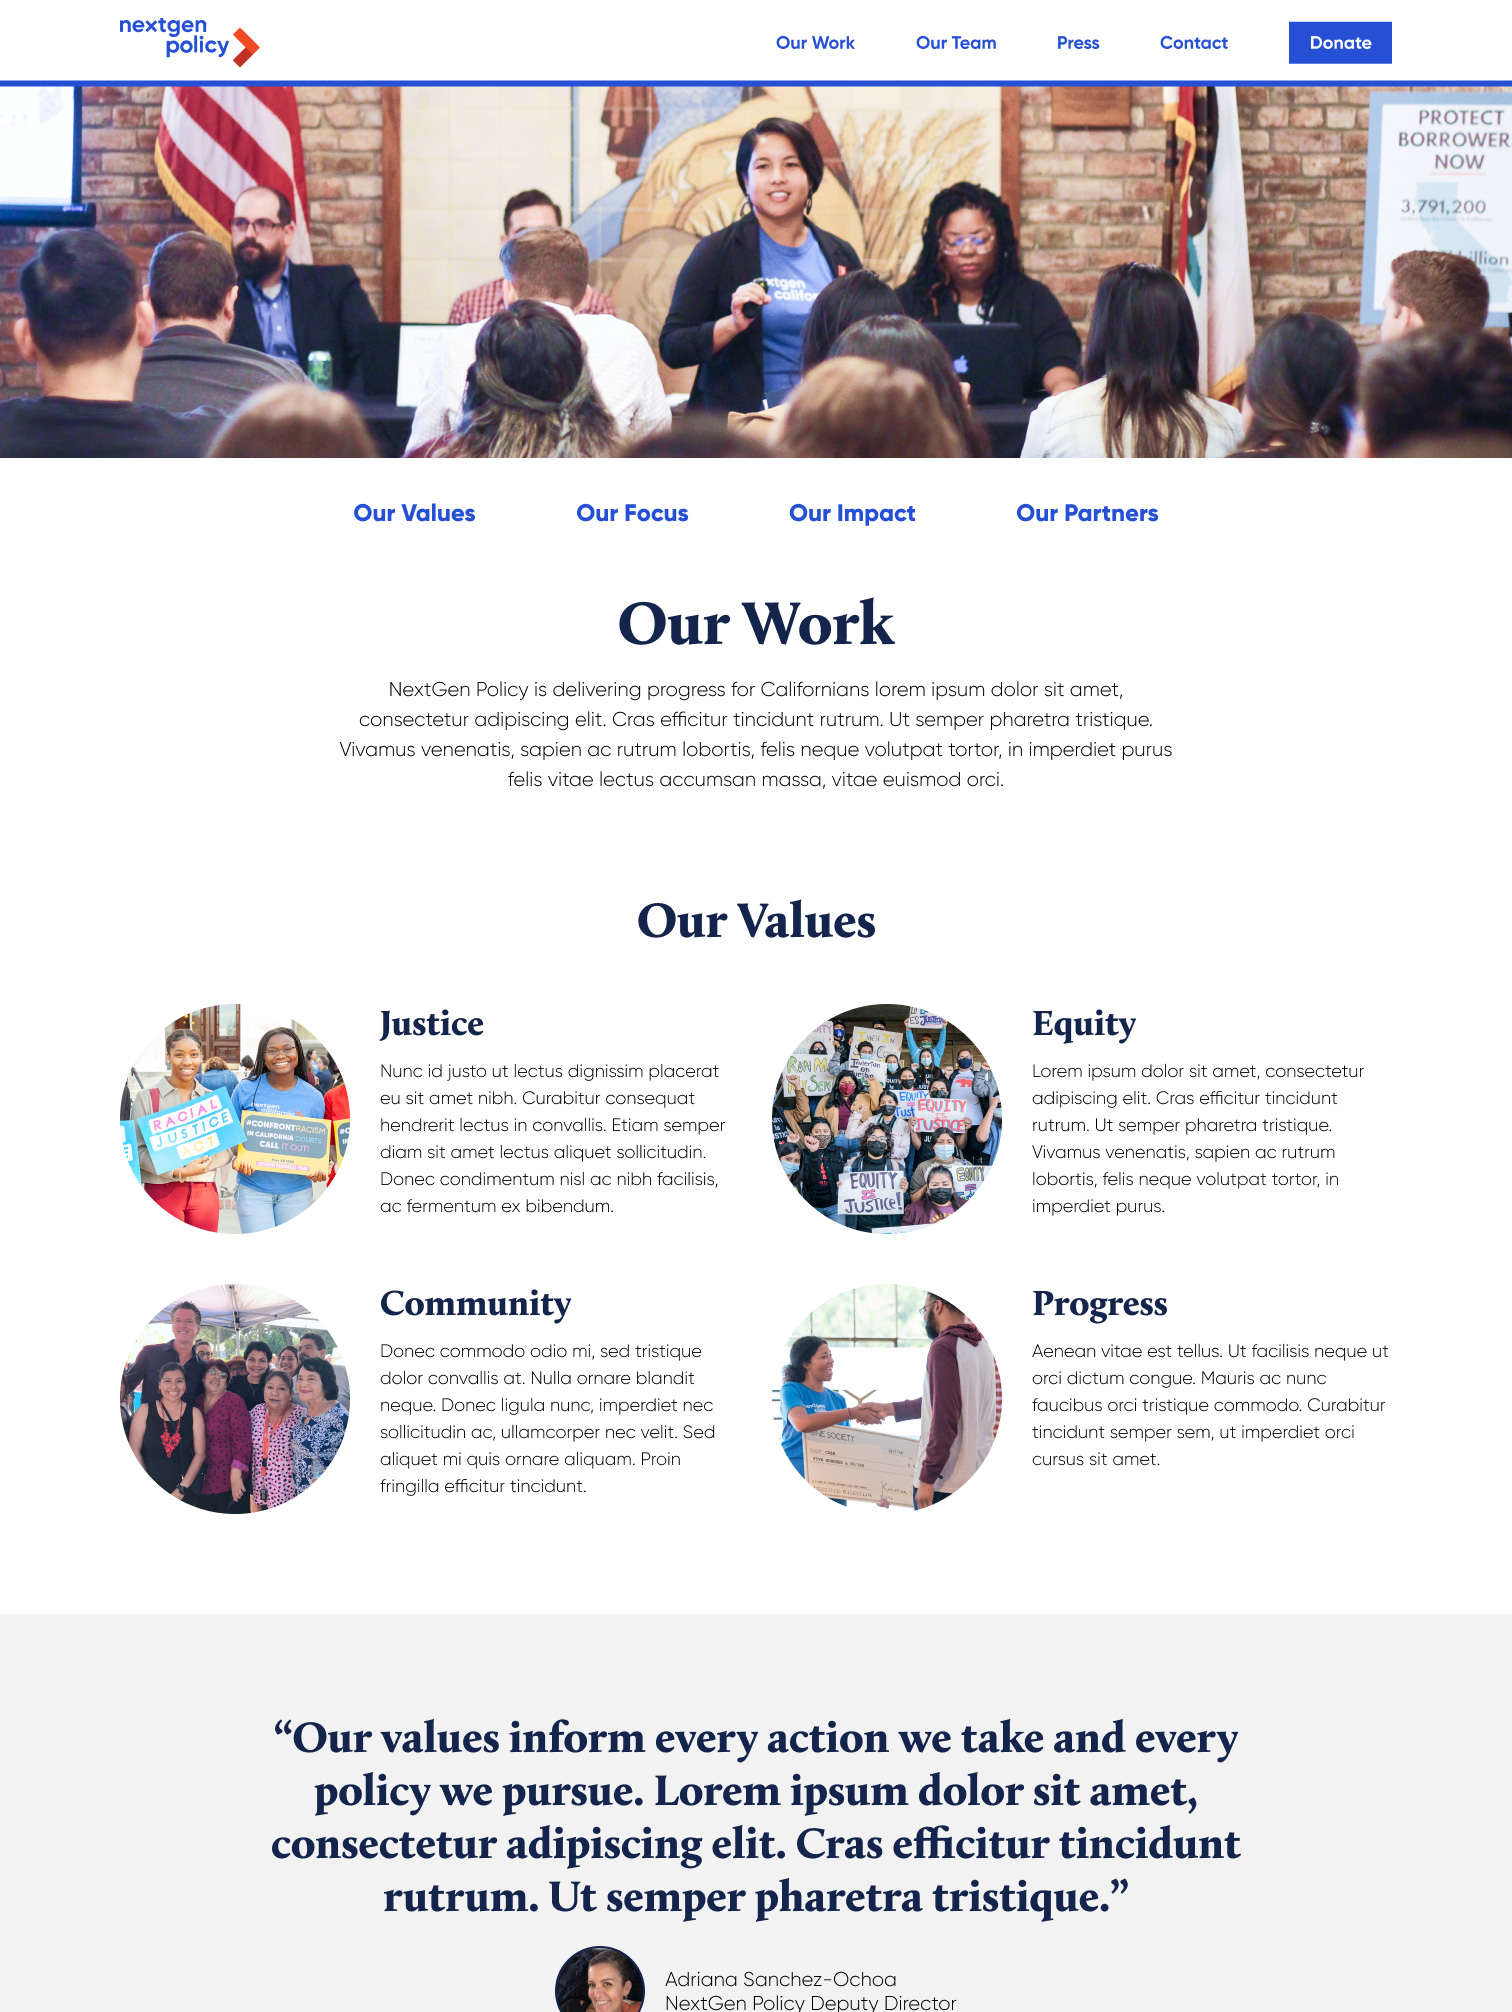 nextgen
policy
Our Work
Our Team
Press
Contact
Donate
PROTECT
BORROWER
NOW
3,791,200
illion
xtgen
califor
Our Values
Our Focus
Our Impact
Our Partners
Our Work
NextGen Policy is delivering progress for Californians lorem ipsum dolor sit amet,
consectetur adipiscing elit. Cras efficitur tincidunt rutrum. Ut semper pharetra tristique.
Vivamus venenatis, sapien ac rutrum lobortis, felis neque volutpat tortor, in imperdiet purus
felis vitae lectus accumsan massa, vitae euismod orci.
Our Values
RACIAL
JUSTICE
ACT
nextgen
california
#CONFRONTRACISM
IN CALIFORNIA COURTS
CALL IT OUT!
Justice
Nunc id justo ut lectus dignissim placerat
eu sit amet nibh. Curabitur consequat
hendrerit lectus in convallis. Etiam semper
diam sit amet lectus aliquet sollicitudin.
Donec condimentum nisl ac nibh facilisis,
ac fermentum ex bibendum.
EQUITY
JUSTICE
EQUITY
IS
JUSTICE!
Equity
Lorem ipsum dolor sit amet, consectetur
adipiscing elit. Cras efficitur tincidunt
rutrum. Ut semper pharetra tristique.
Vivamus venenatis, sapien ac rutrum
lobortis, felis neque volutpat tortor, in
imperdiet purus.
Community
Donec commodo odio mi, sed tristique
dolor convallis at. Nulla ornare blandit
neque. Donec ligula nunc, imperdiet nec
sollicitudin ac, ullamcorper nec velit. Sed
aliquet mi quis ornare aliquam. Proin
fringilla efficitur tincidunt.
SOCIETY
FIVE HUNDRED
Progress
Aenean vitae est tellus. Ut facilisis neque ut
orci dictum congue. Mauris ac nunc
faucibus orci tristique commodo. Curabitur
tincidunt semper sem, ut imperdiet orci
cursus sit amet.
“Our values inform every action we take and every
policy we pursue. Lorem ipsum dolor sit amet,
consectetur adipiscing elit. Cras efficitur tincidunt
rutrum. Ut semper pharetra tristique.”
Adriana Sanchez-Ochoa
NextGen Policy Deputy Director